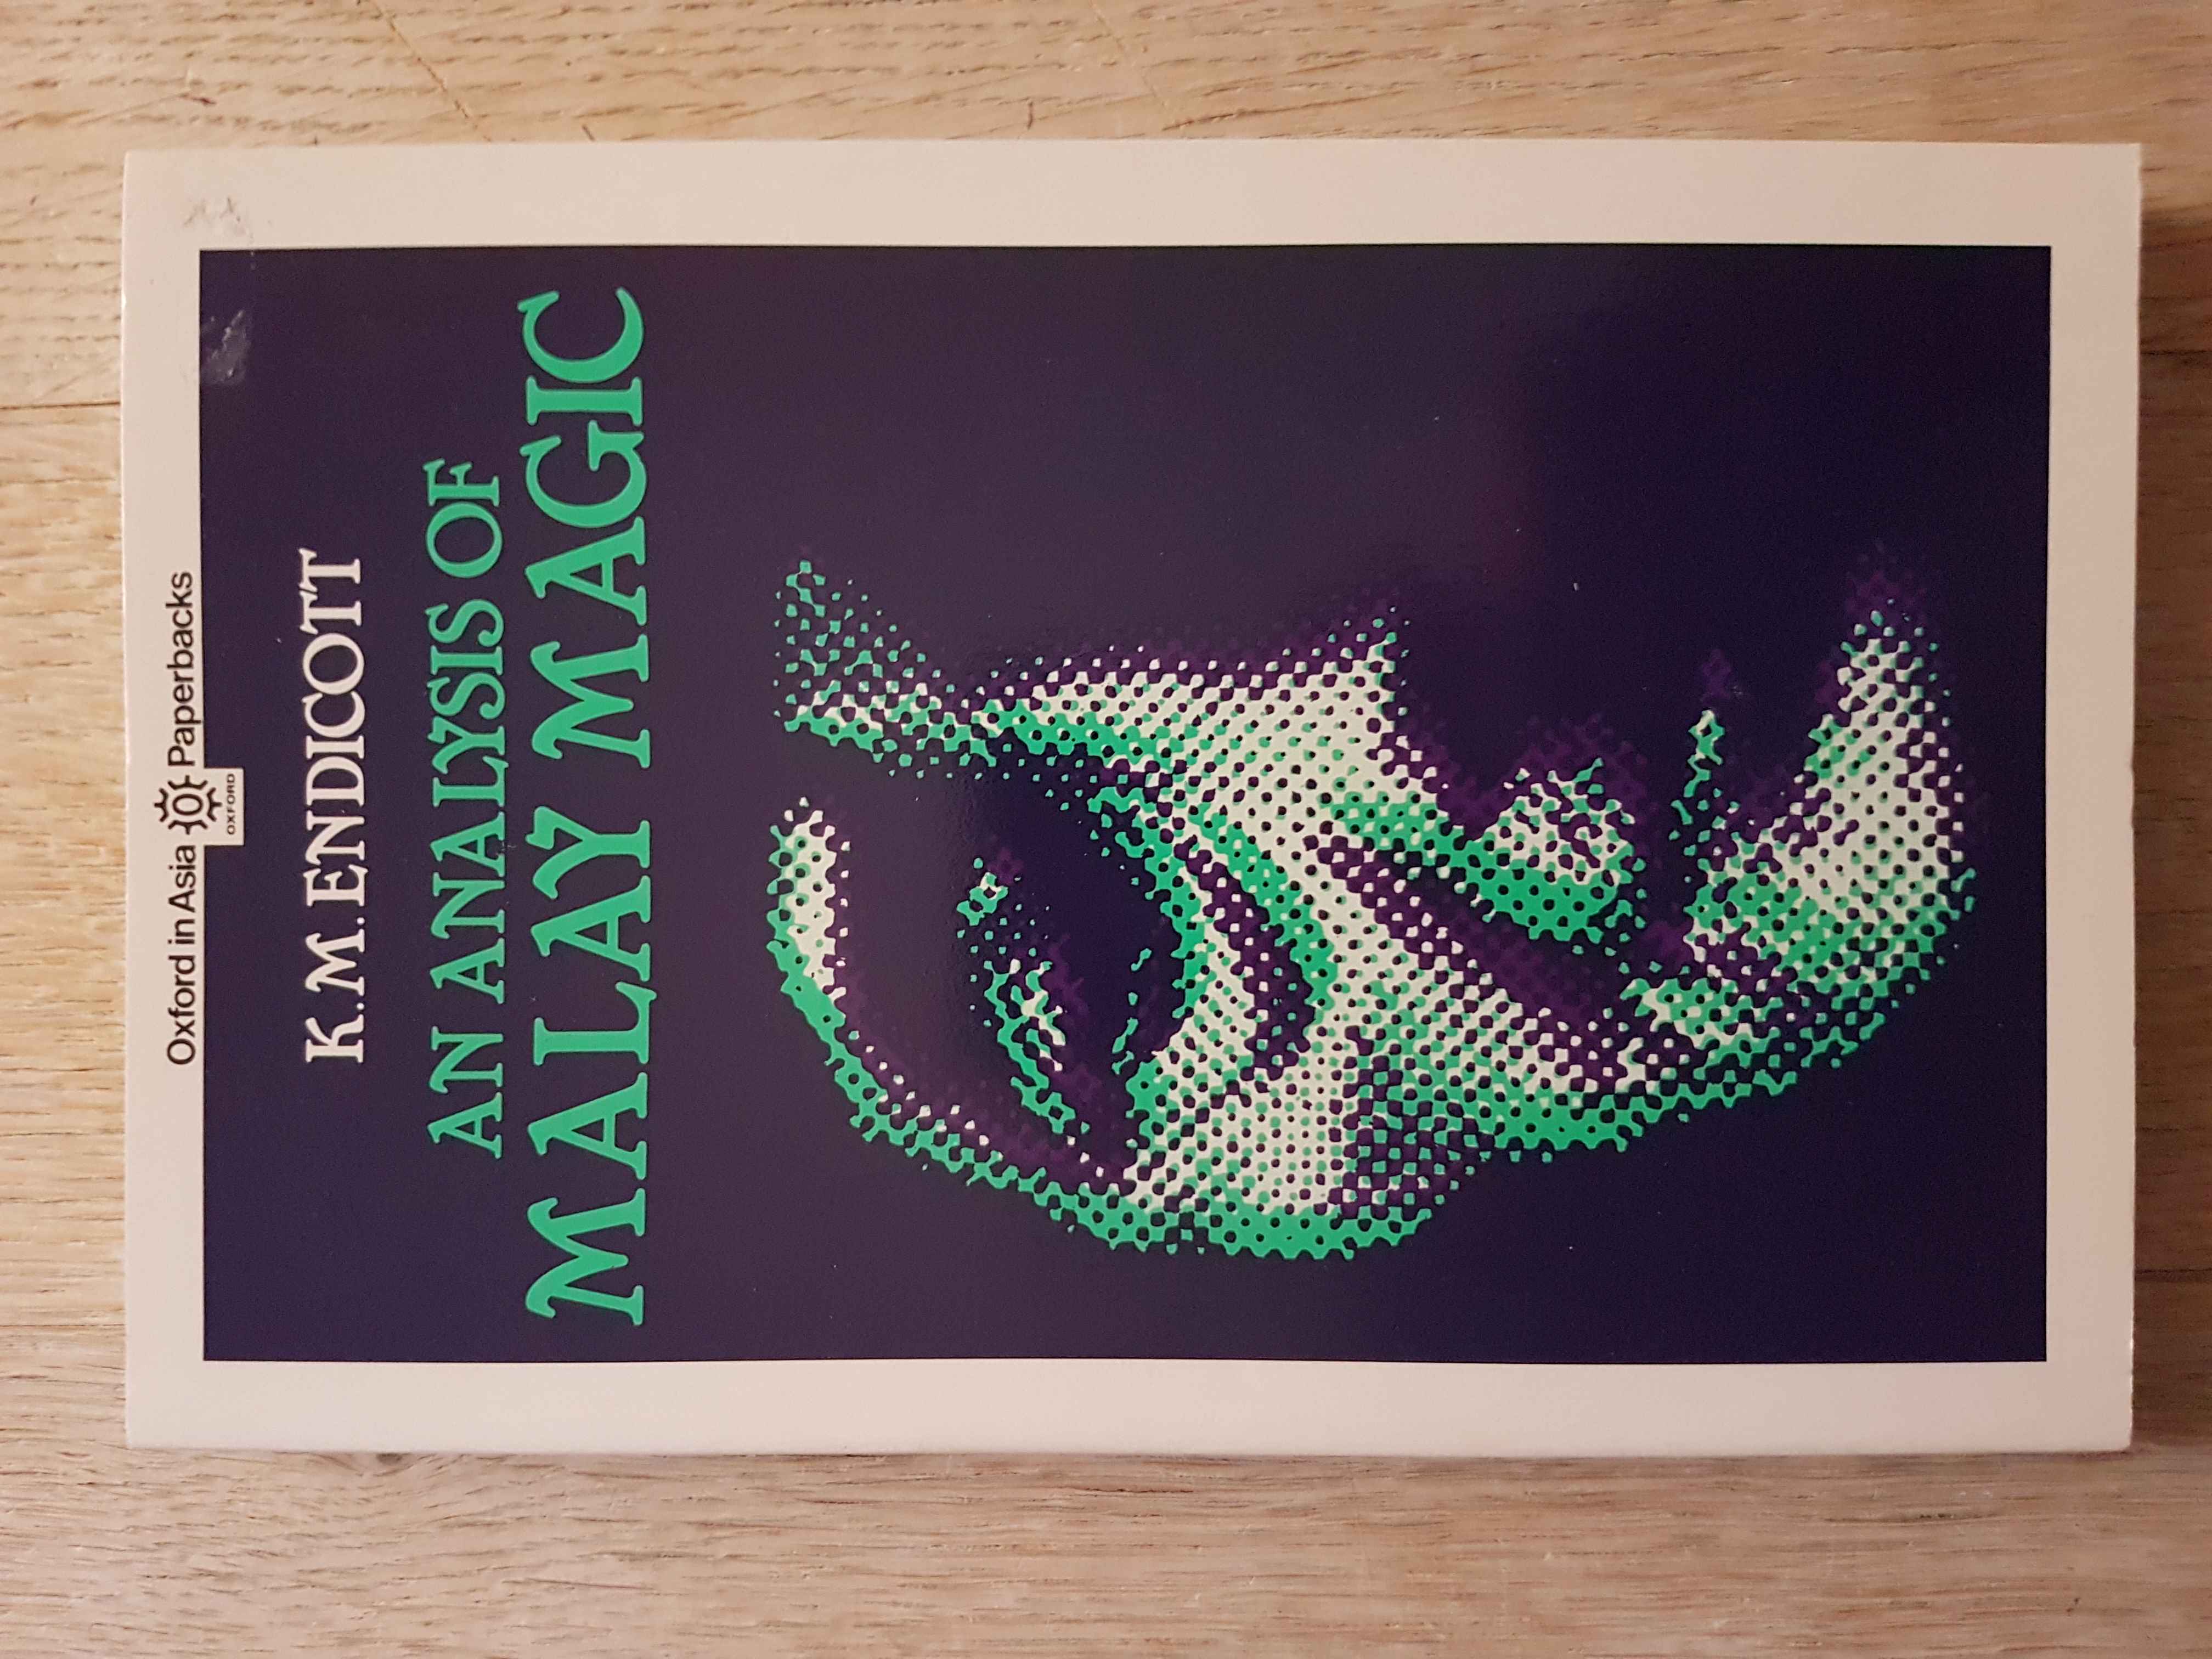 Oxford in Asia Paperbacks
OXFORD
K.M. ENDICOTT
AN ANALYSIS OF
MALAY MAGIC